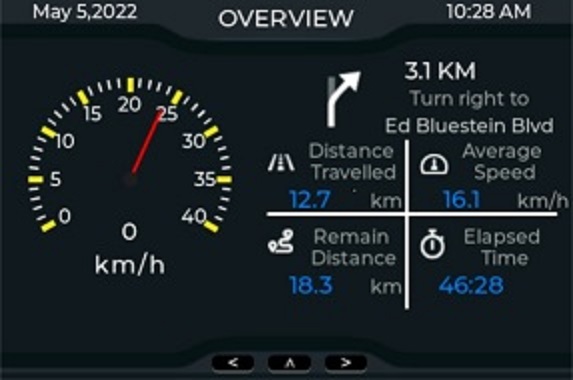 May 5,2022
OVERVIEW
10:28 AM
3.1 KM
Turn right to
Ed Bluestein Blvd
0
5
10
15
20
25
30
35
40
0
km/h
Distance
Travelled
12.7 km
Average
Speed
16.1 km/h
Remain
Distance
18.3 km
Elapsed
Time
46:28
< ʌ >